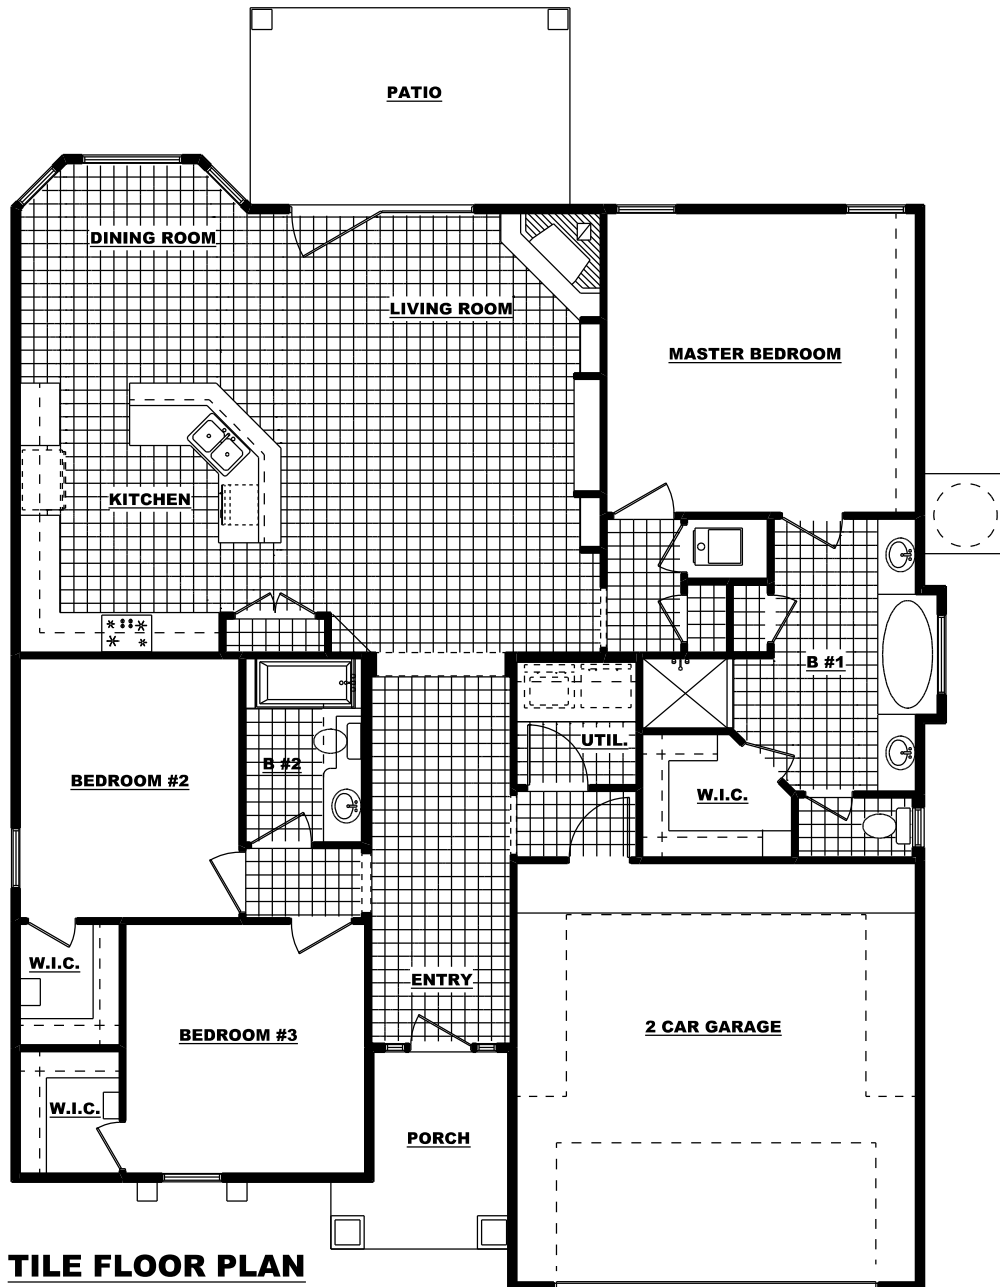 PATIO
DINING ROOM
LIVING ROOM
MASTER BEDROOM
KITCHEN
B #1
UTIL.
B #2
BEDROOM #2
W.I.C.
W.I.C.
ENTRY
2 CAR GARAGE
BEDROOM #3
W.I.C.
PORCH
TILE FLOOR PLAN